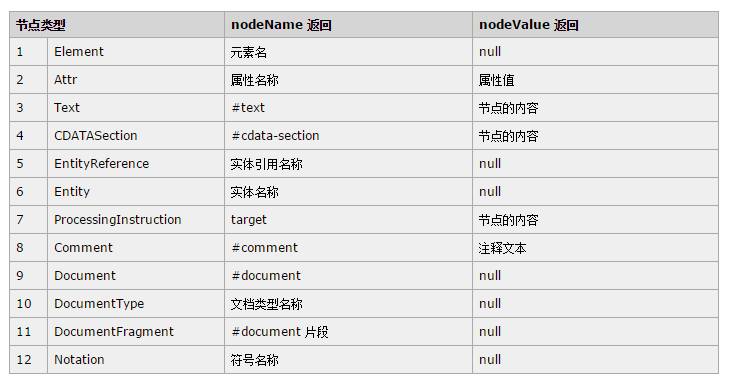 节点类型 nodeName 返回 nodeValue 返回
1 Element 元素名 null
2 Attr 属性名称 属性值
3 Text #text 节点的内容
4 CDATASection #cdata-section 节点的内容
5 EntityReference 实体引用名称 null
6 Entity 实体名称 null
7 ProcessingInstruction target 节点的内容
8 Comment #comment 注释文本
9 Document #document null
10 DocumentType 文档类型名称 null
11 DocumentFragment #document 片段 null
12 Notation 符号名称 null